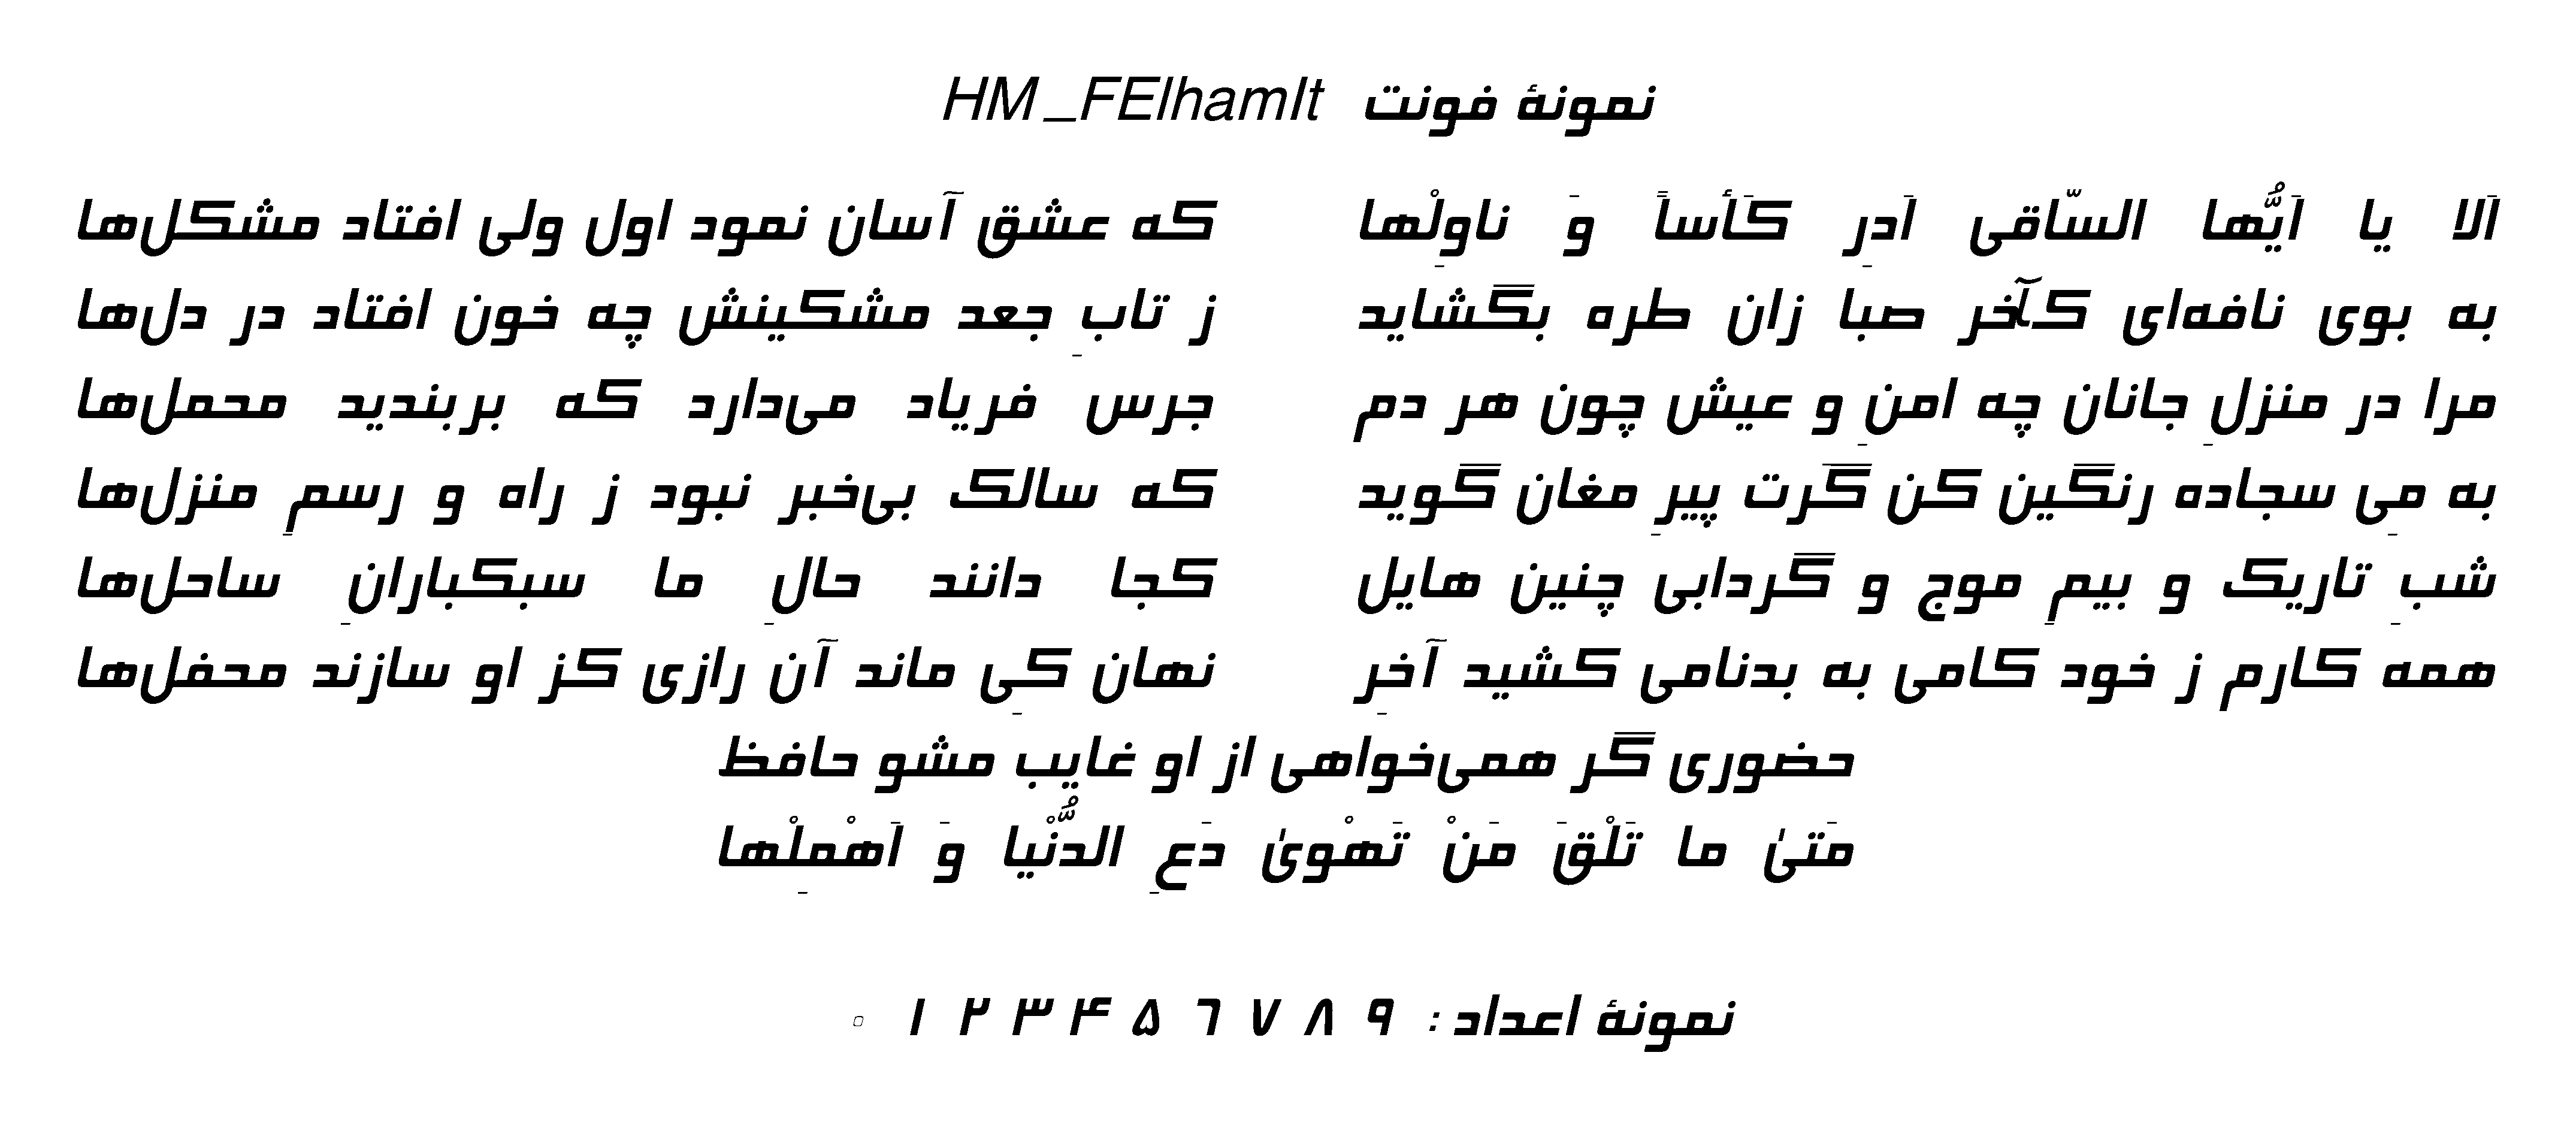 نمونهٔ فونت HM_FElhamIt
اَلا یا اَیُّها السّاقی اَدرِ کَأساً وَ ناوِلْها که عشق آسان نمود اول ولی افتاد مشکل‌ها
به بوی نافه‌ای کآخر صبا زان طره بگشاید ز تابِ جعد مشکینش چه خون افتاد در دل‌ها
مرا در منزلِ جانان چه امنِ و عیش چون هر دم جرس فریاد می‌دارد که بربندید محمل‌ها
به مِی سجاده رنگین کن گَرت پیرِ مغان گوید که سالک بی‌خبر نبود ز راه و رسمِ منزل‌ها
شبِ تاریک و بیمِ موج و گردابی چنین هایل کجا دانند حالِ ما سبکبارانِ ساحل‌ها
همه کارم ز خود کامی به بدنامی کشید آخرِ نهان کِی ماند آن رازی کز او سازند محفل‌ها
حضوری گر همی‌خواهی از او غایب مشو حافظ
مَتیٰ ما تَلْقَ مَنْ تَهْویٰ دَعِ الدُّنْیا وَ اَهْمِلْها
نمونهٔ اعداد: ۹ ۸ ۷ ۶ ۵ ۴ ۳ ۲ ۱ ۰